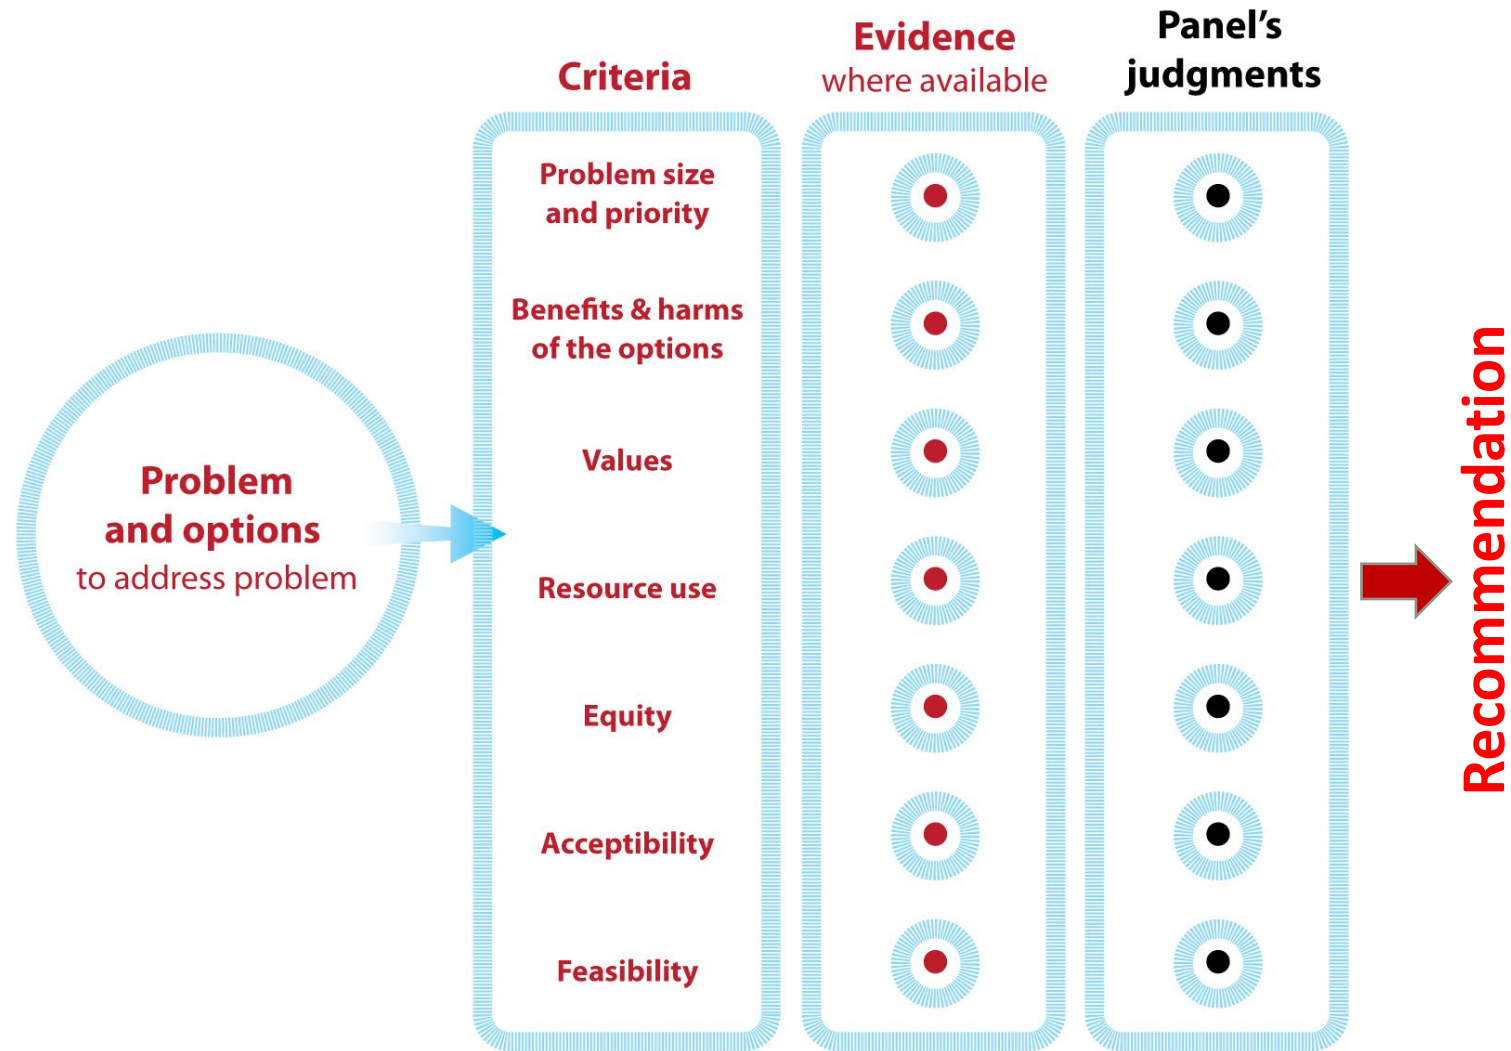 Problem
and options
to address problem
Criteria
Problem size
and priority
Benefits & harms
of the options
Values
Resource use
Equity
Acceptibility
Feasibility
Evidence
where available
Panel's
judgments
Recommendation